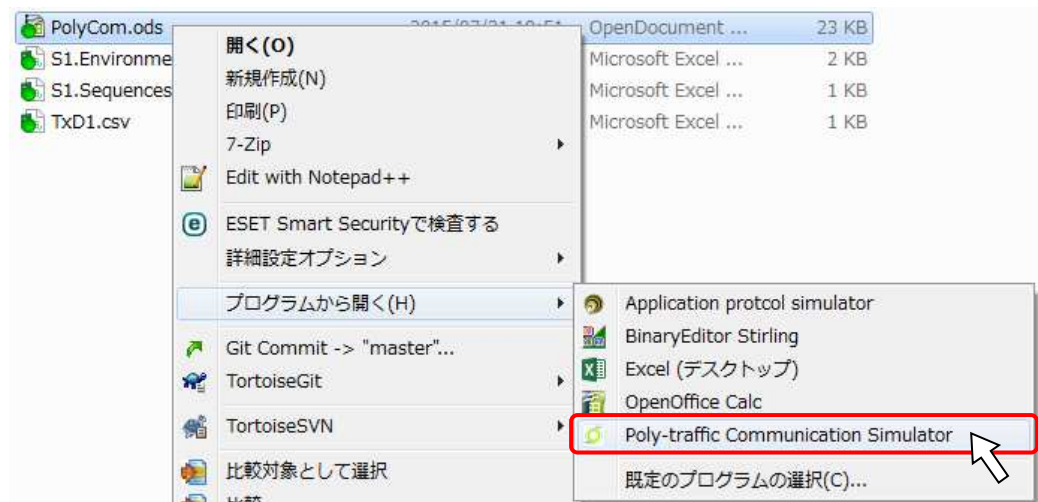 PolyCom.ods OpenDocument ... 23 KB
S1.Environme Microsoft Excel ... 2 KB
S1.Sequences Microsoft Excel ... 1 KB
TxD1.csv Microsoft Excel ... 1 KB
開く(O)
新規作成(N)
印刷(P)
7-Zip
Edit with Notepad++
ESET Smart Securityで検査する
詳細設定オプション
プログラムから開く(H)
Git Commit -> "master"...
TortoiseGit
TortoiseSVN
比較対象として選択
Application protcol simulator
BinaryEditor Stirling
Excel (デスクトップ)
OpenOffice Calc
Poly-traffic Communication Simulator
既定のプログラムの選択(C)...